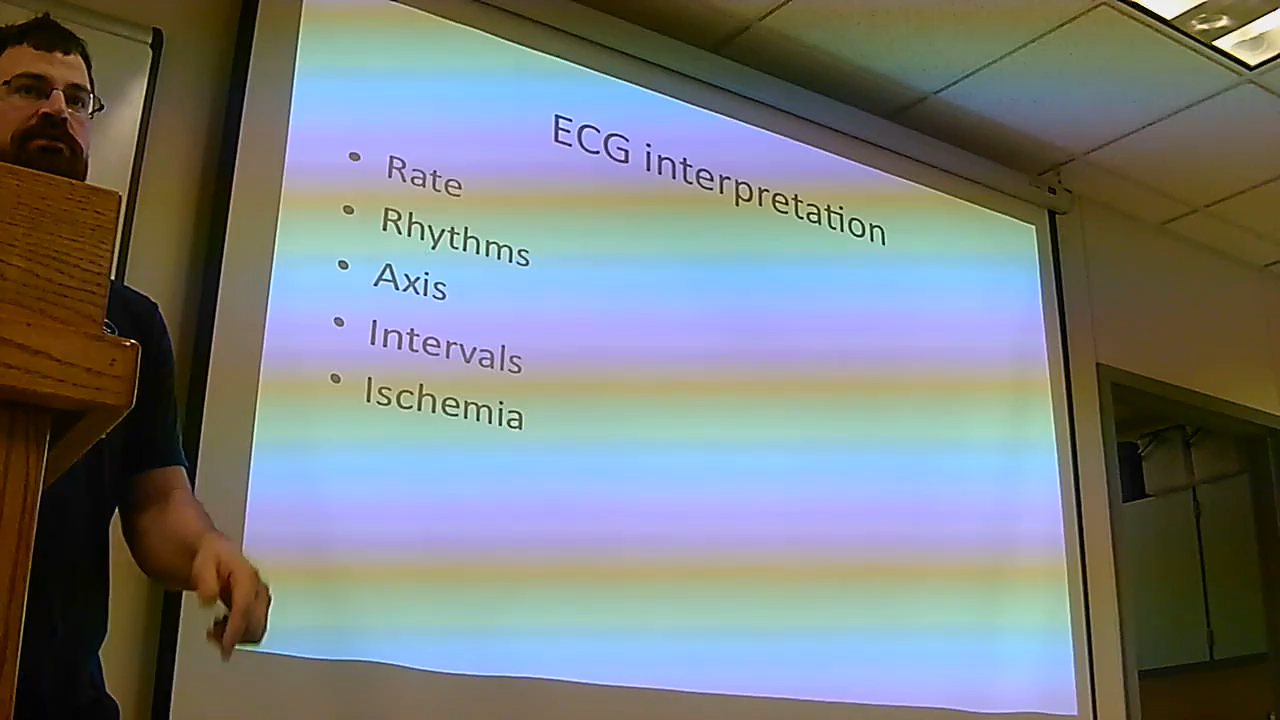 ECG interpretation
• Rate
• Rhythms
• Axis
• Intervals
• Ischemia